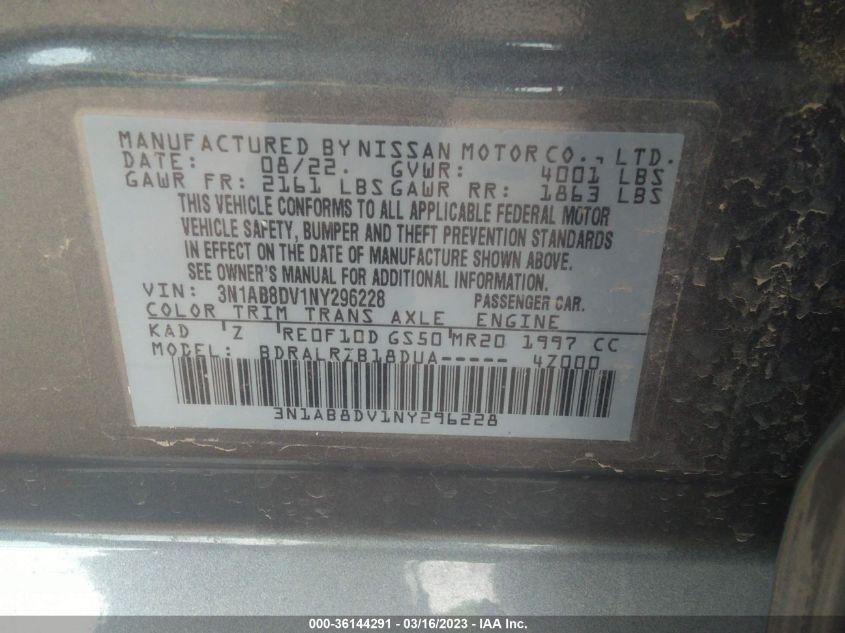 MANUFACTURED BY NISSAN MOTOR CO., LTD.
DATE: 08/22. GVWR: 4001 LBS
GAWR FR: 2161 LBS GAWR RR: 1863 LBS
THIS VEHICLE CONFORMS TO ALL APPLICABLE FEDERAL MOTOR
VEHICLE SAFETY, BUMPER AND THEFT PREVENTION STANDARDS
IN EFFECT ON THE DATE OF MANUFACTURE SHOWN ABOVE.
SEE OWNER'S MANUAL FOR ADDITIONAL INFORMATION.
VIN: 3N1AB8DV1NY296228 PASSENGER CAR.
COLOR TRIM TRANS AXLE ENGINE
KAD Z RE0F10D GS50 MR20 1997 CC
MODEL: BDRALRZB18DUA----- 4Z000
3N1AB8DV1NY296228
000-36144291 - 03/16/2023 - IAAI.com